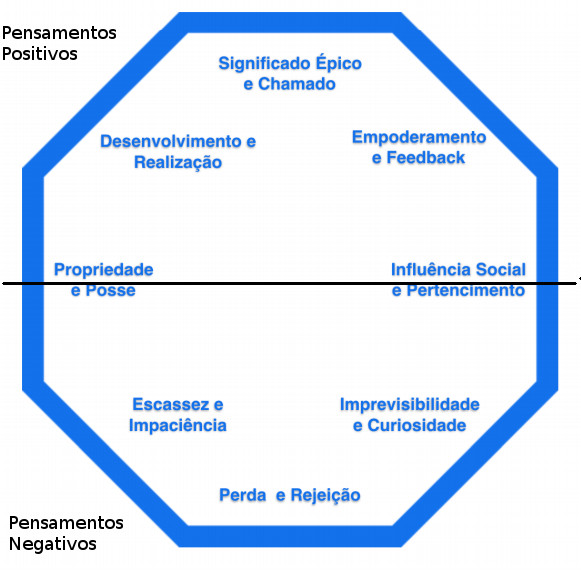 Pensamentos
Positivos
Significado Épico
e Chamado
Desenvolvimento e
Realização
Empoderamento
e Feedback
Propriedade
e Posse
Influência Social
e Pertencimento
Escassez e
Impaciência
Imprevisibilidade
e Curiosidade
Perda e Rejeição
Pensamentos
Negativos